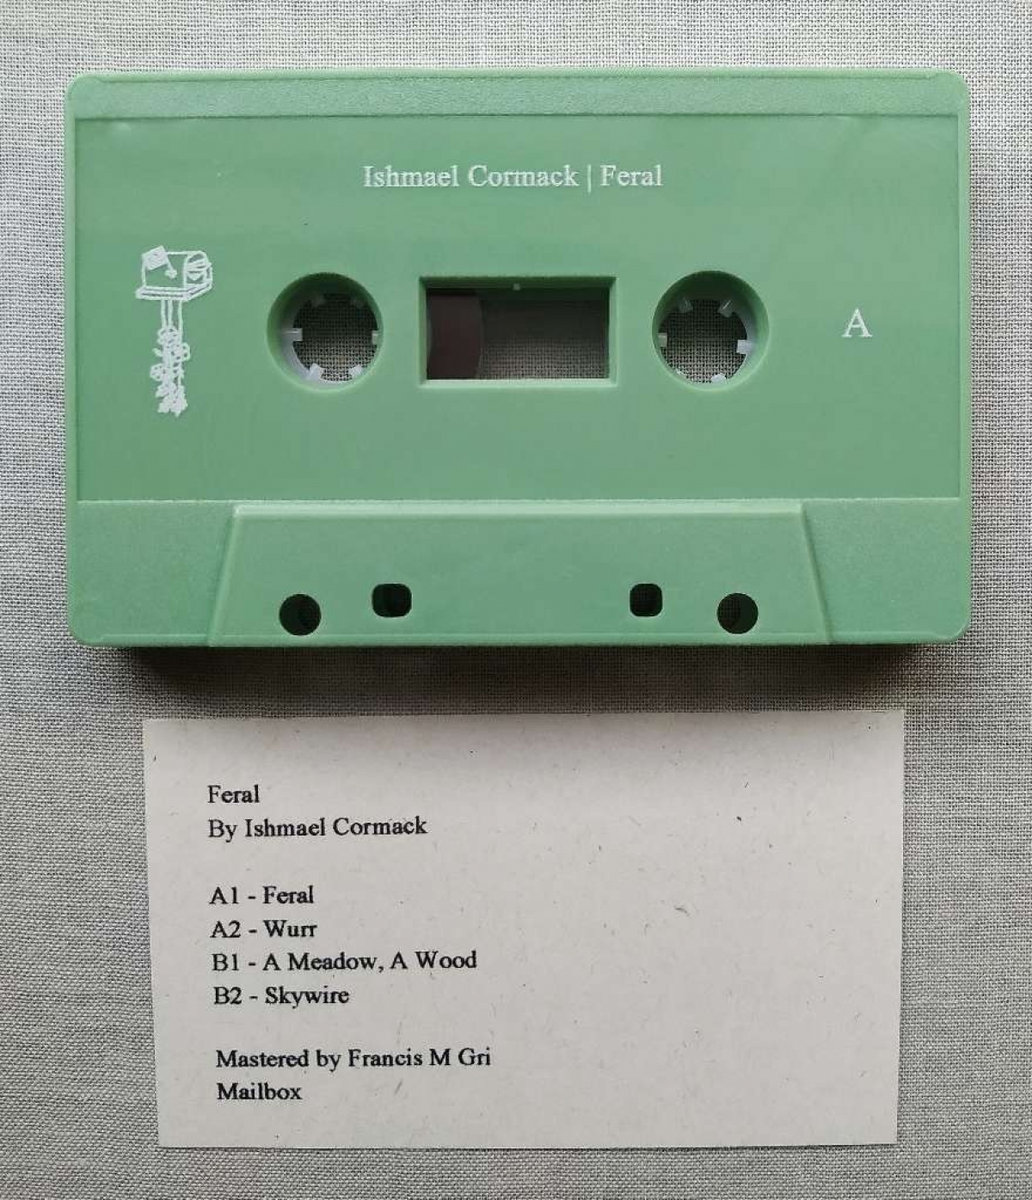 Ishmael Cormack | Feral
A
Feral
By Ishmael Cormack
A1 - Feral
A2 - Wurr
B1 - A Meadow, A Wood
B2 - Skywire
Mastered by Francis M Gri
Mailbox